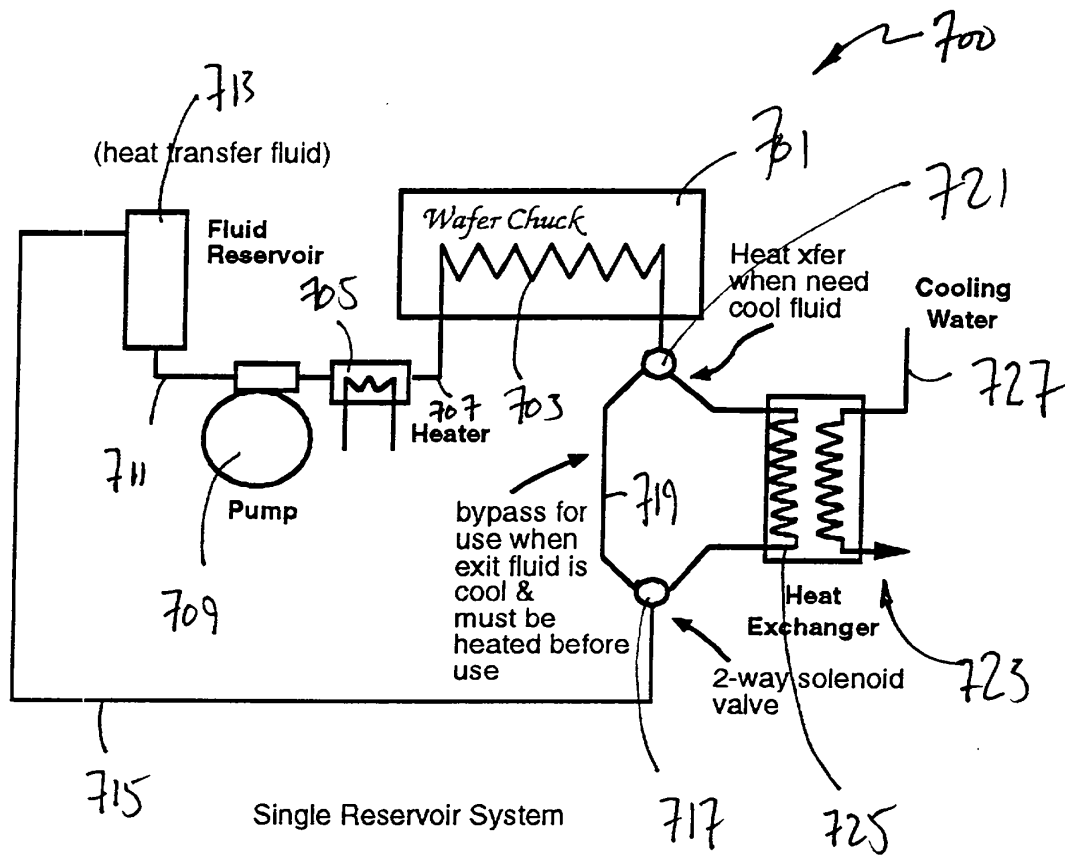 700
713
(heat transfer fluid)
701
721
Wafer Chuck
Fluid
Reservoir
Heat xfer
when need
cool fluid
705
Cooling
Water
707
703
727
Heater
711
Pump
719
bypass for
use when
exit fluid is
cool &
must be
heated before
use
709
Heat
Exchanger
2-way solenoid
valve
723
715
Single Reservoir System
717
725